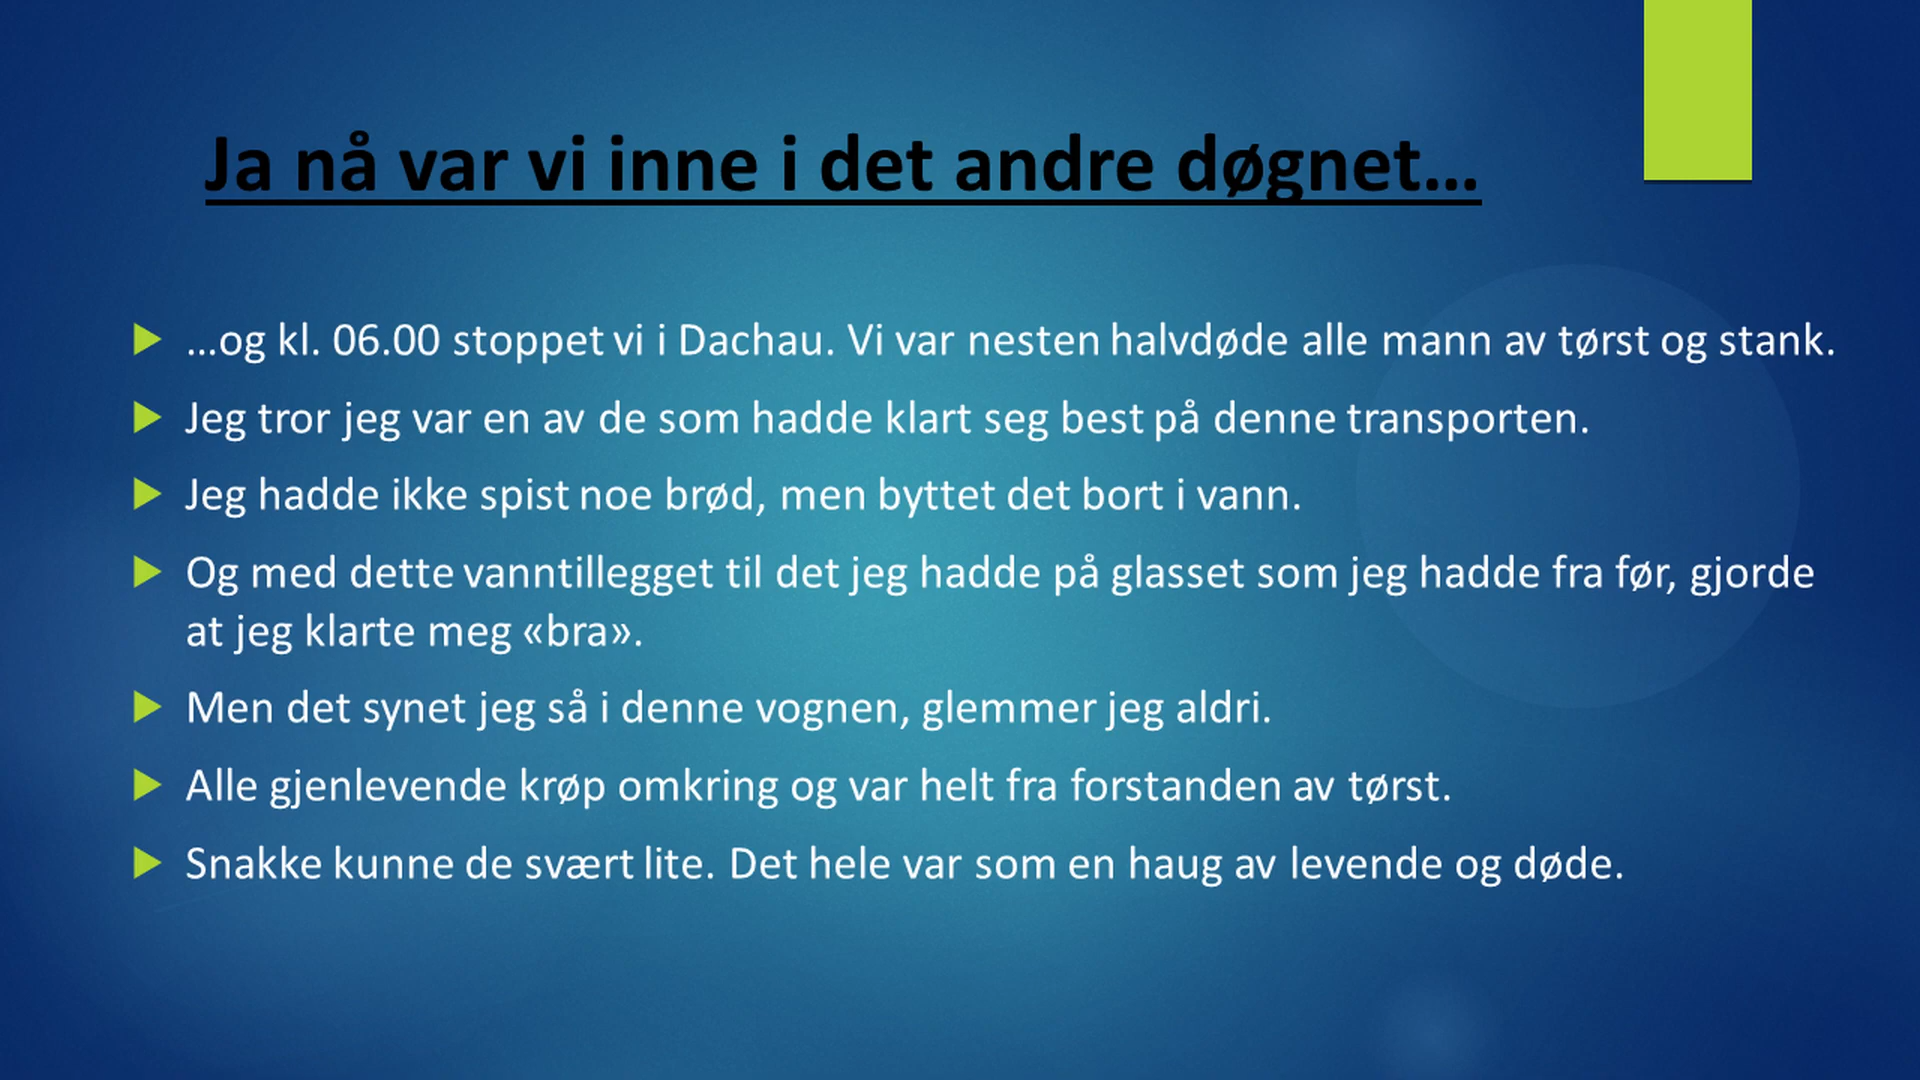 Ja nå var vi inne i det andre døgnet…
…og kl. 06.00 stoppet vi i Dachau. Vi var nesten halvdøde alle mann av tørst og stank.
Jeg tror jeg var en av de som hadde klart seg best på denne transporten.
Jeg hadde ikke spist noe brød, men byttet det bort i vann.
Og med dette vanntillegget til det jeg hadde på glasset som jeg hadde fra før, gjorde
at jeg klarte meg «bra».
Men det synet jeg så i denne vognen, glemmer jeg aldri.
Alle gjenlevende krøp omkring og var helt fra forstanden av tørst.
Snakke kunne de svært lite. Det hele var som en haug av levende og døde.